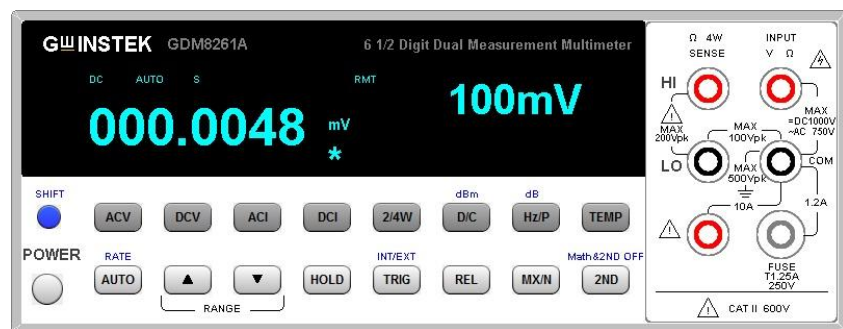 GWINSTEK GDM8261A 6 1/2 Digit Dual Measurement Multimeter
DC AUTO S RMT
000.0048 mV
*
100mV
SHIFT
dBm dB
ACV DCV ACI DCI 2/4W D/C Hz/P TEMP
POWER
RATE INT/EXT Math&2ND OFF
AUTO ▲ ▼ HOLD TRIG REL MX/N 2ND
RANGE
Ω 4W
SENSE
INPUT
V Ω
HI
MAX
200Vpk
MAX
100Vpk
MAX
=DC1000V
~AC 750V
LO
MAX
500Vpk
COM
10A
1.2A
FUSE
T1.25A
250V
CAT II 600V